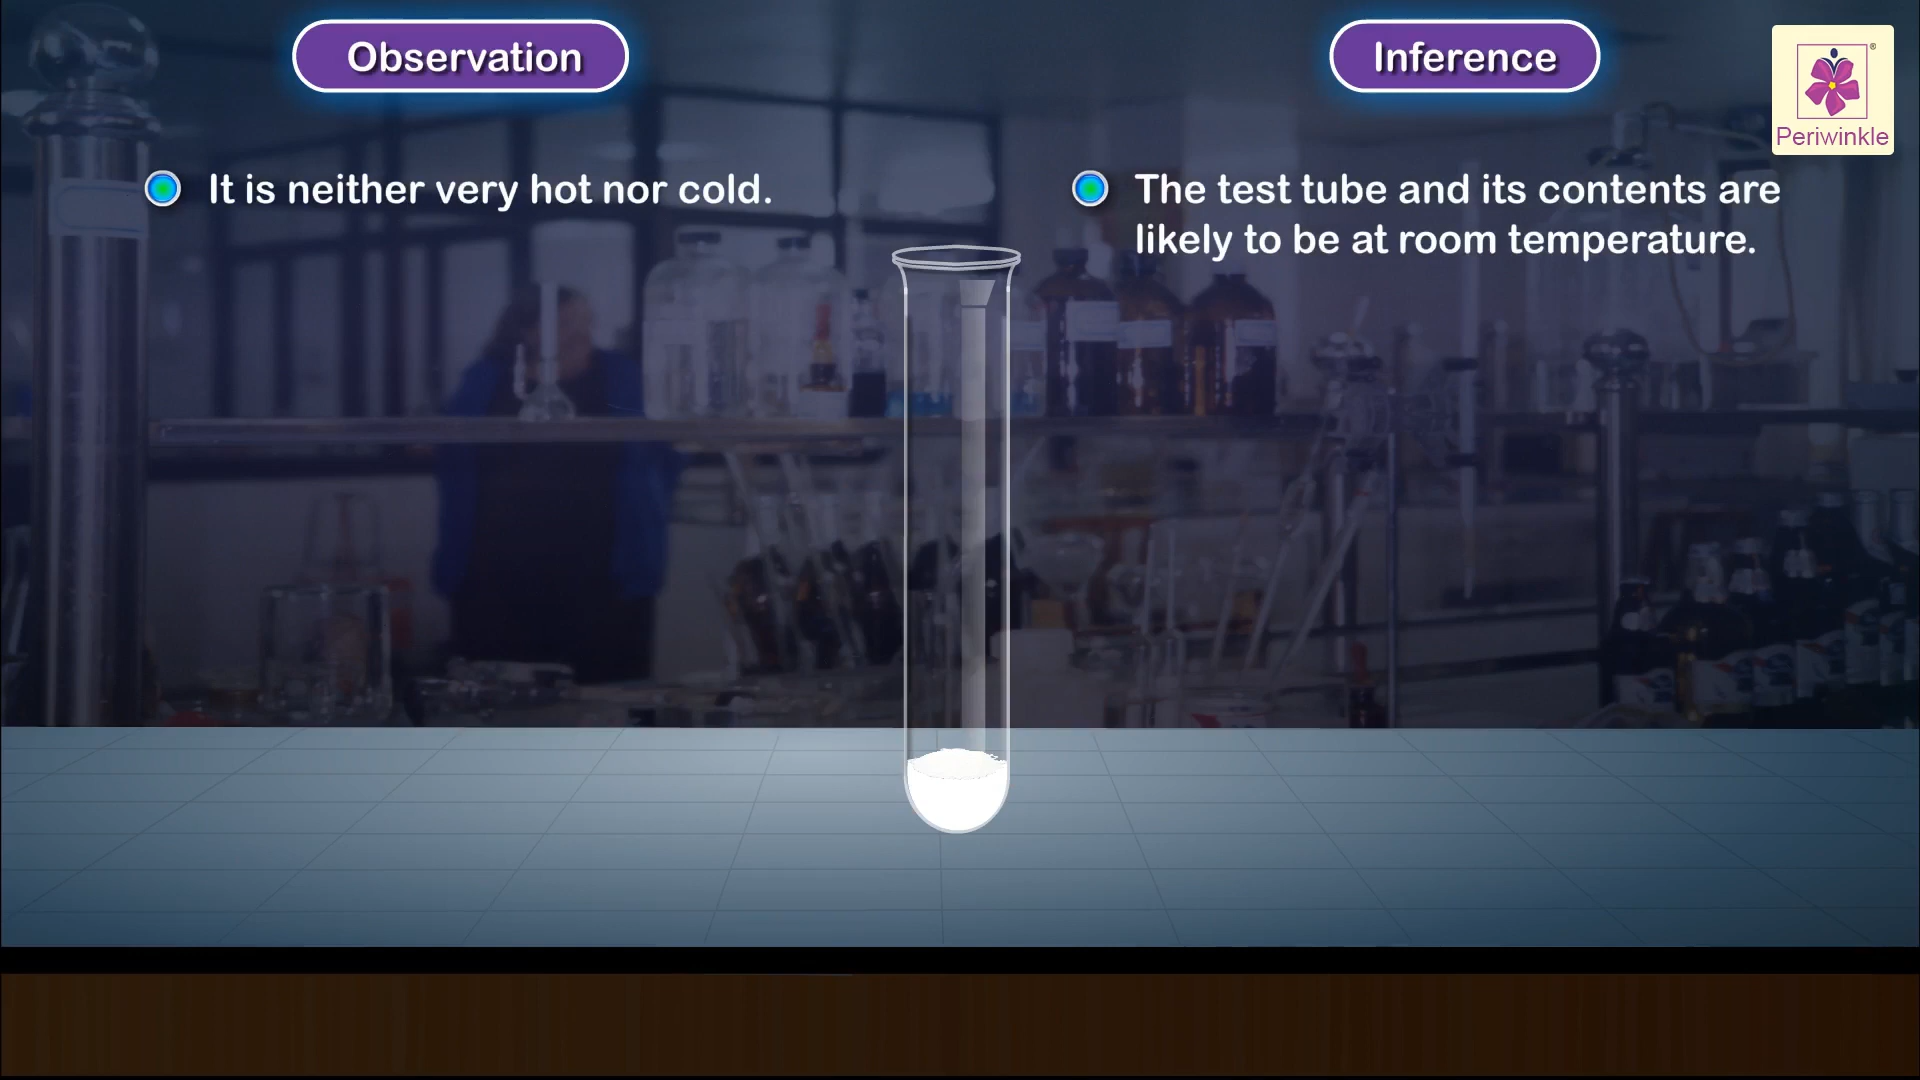 Observation
Inference
Periwinkle
It is neither very hot nor cold.
The test tube and its contents are
likely to be at room temperature.